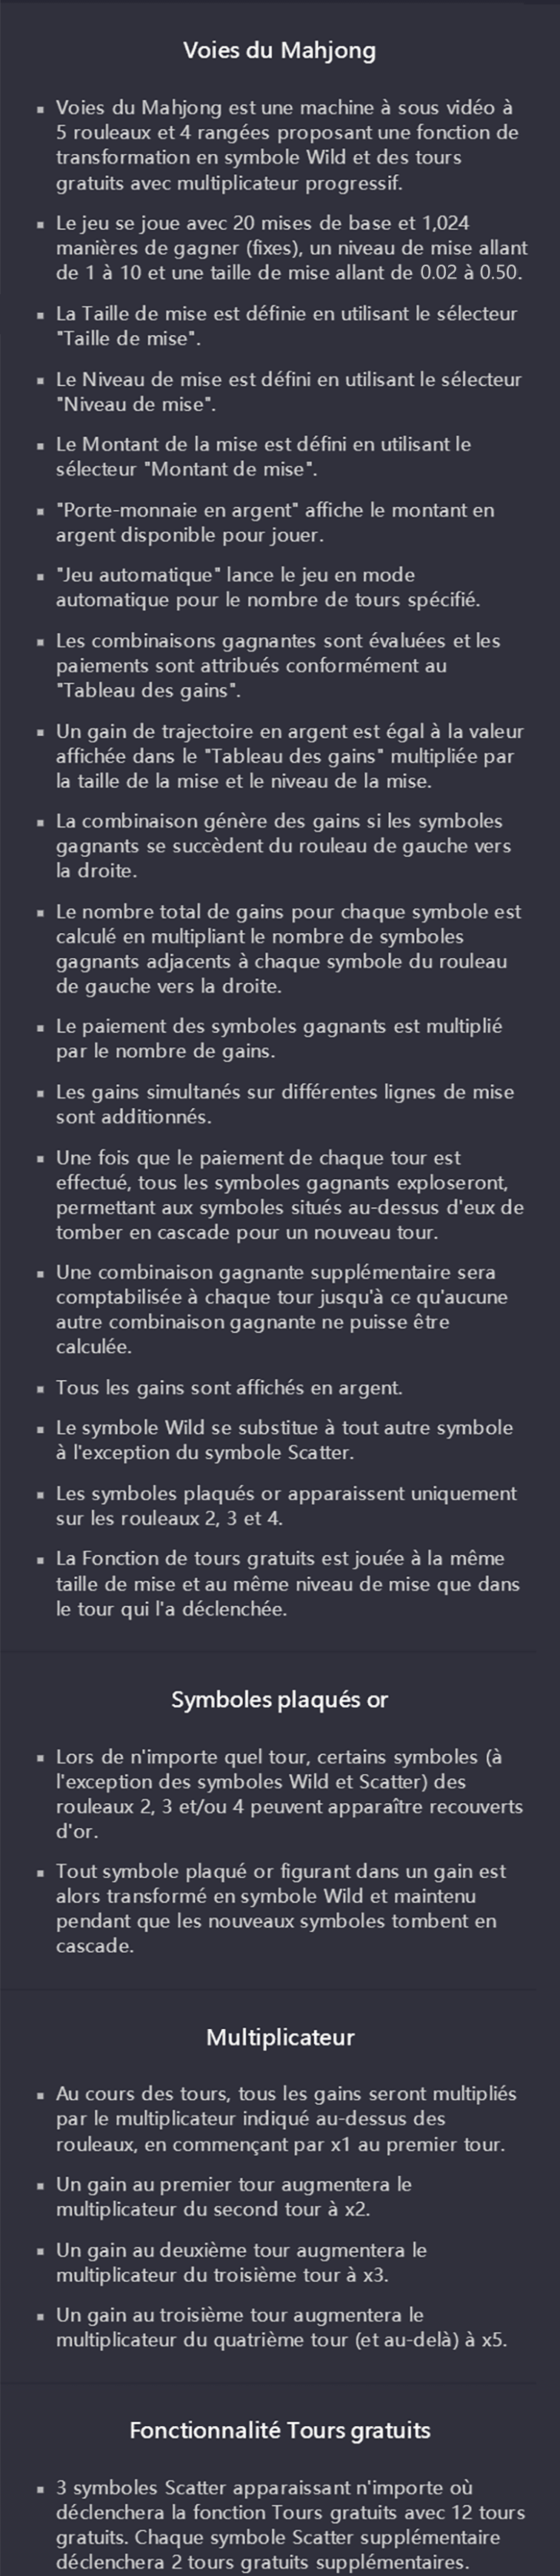 Voies du Mahjong
▪ Voies du Mahjong est une machine à sous vidéo à
5 rouleaux et 4 rangées proposant une fonction de
transformation en symbole Wild et des tours
gratuits avec multiplicateur progressif.
▪ Le jeu se joue avec 20 mises de base et 1,024
manières de gagner (fixes), un niveau de mise allant
de 1 à 10 et une taille de mise allant de 0.02 à 0.50.
▪ La Taille de mise est définie en utilisant le sélecteur
"Taille de mise".
▪ Le Niveau de mise est défini en utilisant le sélecteur
"Niveau de mise".
▪ Le Montant de la mise est défini en utilisant le
sélecteur "Montant de mise".
▪ "Porte-monnaie en argent" affiche le montant en
argent disponible pour jouer.
▪ "Jeu automatique" lance le jeu en mode
automatique pour le nombre de tours spécifié.
▪ Les combinaisons gagnantes sont évaluées et les
paiements sont attribués conformément au
"Tableau des gains".
▪ Un gain de trajectoire en argent est égal à la valeur
affichée dans le "Tableau des gains" multipliée par
la taille de la mise et le niveau de la mise.
▪ La combinaison génère des gains si les symboles
gagnants se succèdent du rouleau de gauche vers
la droite.
▪ Le nombre total de gains pour chaque symbole est
calculé en multipliant le nombre de symboles
gagnants adjacents à chaque symbole du rouleau
de gauche vers la droite.
▪ Le paiement des symboles gagnants est multiplié
par le nombre de gains.
▪ Les gains simultanés sur différentes lignes de mise
sont additionnés.
▪ Une fois que le paiement de chaque tour est
effectué, tous les symboles gagnants exploseront,
permettant aux symboles situés au-dessus d'eux de
tomber en cascade pour un nouveau tour.
▪ Une combinaison gagnante supplémentaire sera
comptabilisée à chaque tour jusqu'à ce qu'aucune
autre combinaison gagnante ne puisse être
calculée.
▪ Tous les gains sont affichés en argent.
▪ Le symbole Wild se substitue à tout autre symbole
à l'exception du symbole Scatter.
▪ Les symboles plaqués or apparaissent uniquement
sur les rouleaux 2, 3 et 4.
▪ La Fonction de tours gratuits est jouée à la même
taille de mise et au même niveau de mise que dans
le tour qui l'a déclenchée.
Symboles plaqués or
▪ Lors de n'importe quel tour, certains symboles (à
l'exception des symboles Wild et Scatter) des
rouleaux 2, 3 et/ou 4 peuvent apparaître recouverts
d'or.
▪ Tout symbole plaqué or figurant dans un gain est
alors transformé en symbole Wild et maintenu
pendant que les nouveaux symboles tombent en
cascade.
Multiplicateur
▪ Au cours des tours, tous les gains seront multipliés
par le multiplicateur indiqué au-dessus des
rouleaux, en commençant par x1 au premier tour.
▪ Un gain au premier tour augmentera le
multiplicateur du second tour à x2.
▪ Un gain au deuxième tour augmentera le
multiplicateur du troisième tour à x3.
▪ Un gain au troisième tour augmentera le
multiplicateur du quatrième tour (et au-delà) à x5.
Fonctionnalité Tours gratuits
▪ 3 symboles Scatter apparaissant n'importe où
déclenchera la fonction Tours gratuits avec 12 tours
gratuits. Chaque symbole Scatter supplémentaire
déclenchera 2 tours gratuits supplémentaires.